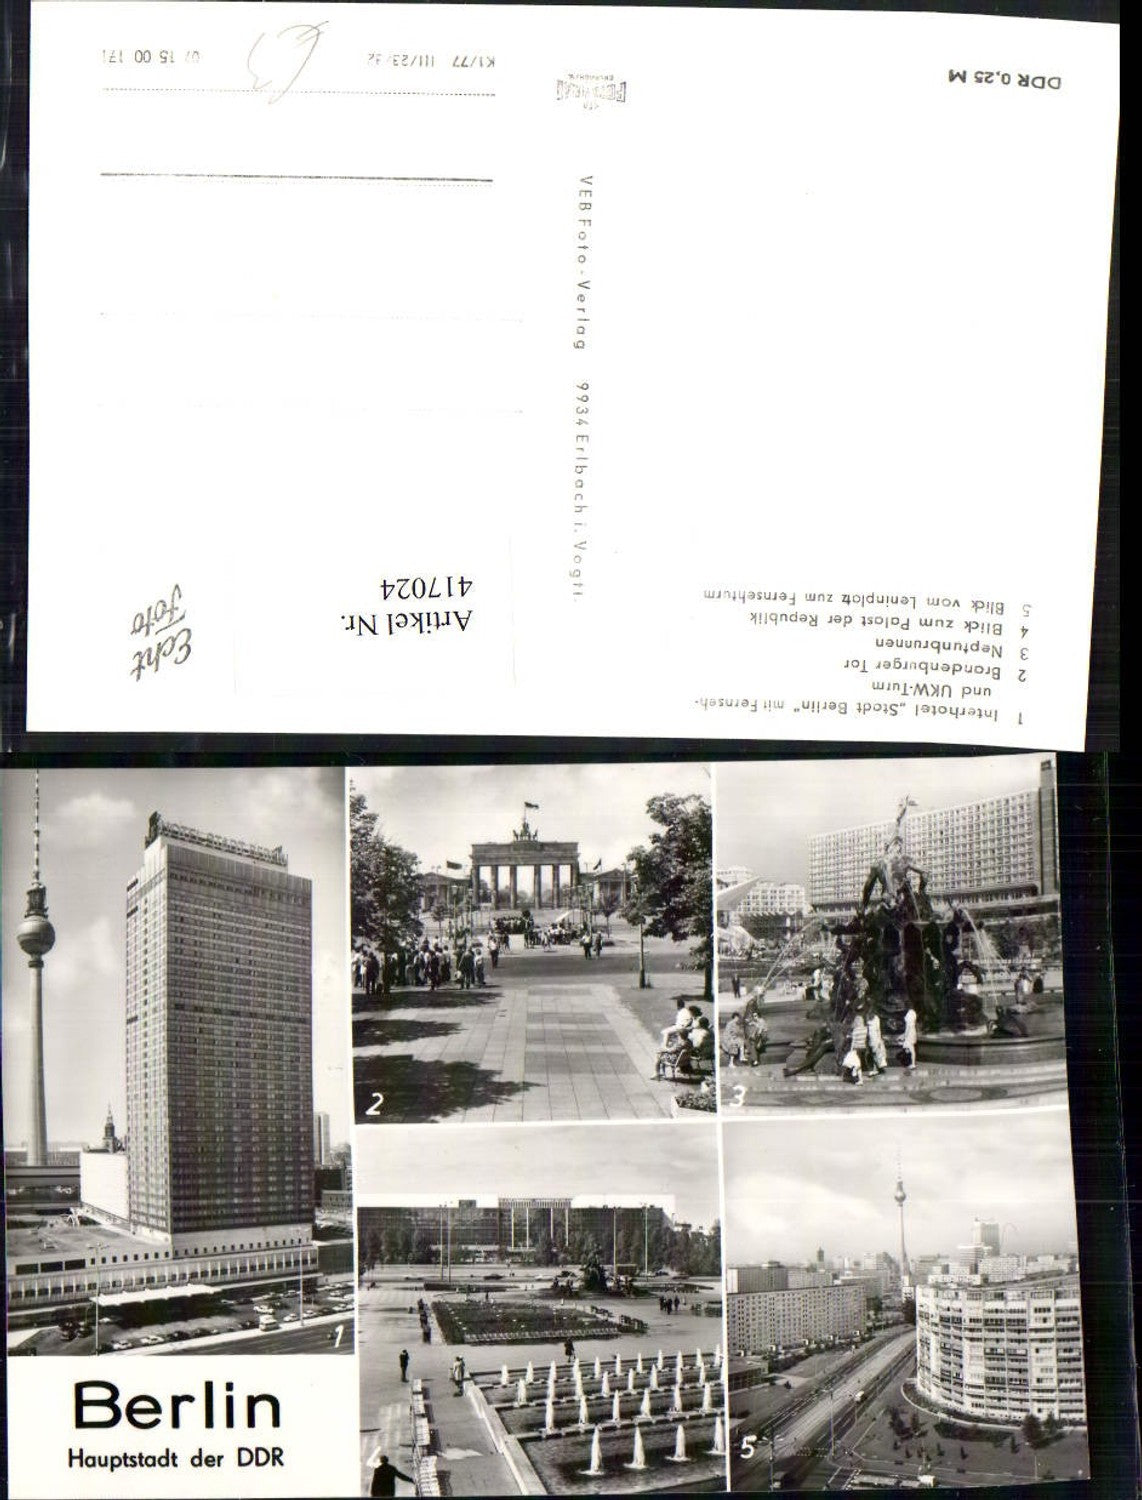 1 Interhotel „Stadt Berlin" mit Fernseh-
und UKW-Turm
2 Brandenburger Tor
3 Neptunbrunnen
4 Blick zum Palast der Republik
5 Blick vom Leninplatz zum Fernsehturm
Echt
Foto
Artikel Nr.
417024
VEB Foto-Verlag 9934 Erlbach i. Vogtl.
DDR 0,25 M
K1/77 III/23/32 07 15 00 171
1
2
3
4
5
Berlin
Hauptstadt der DDR